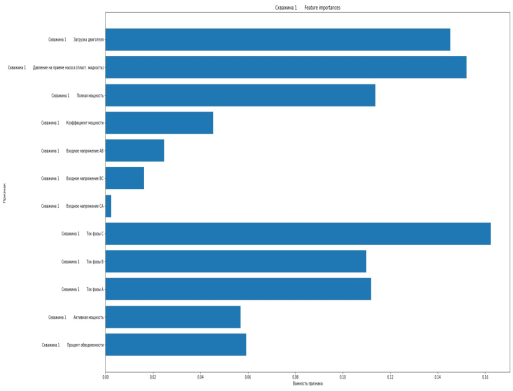 Скважина 1 Feature importances
Скважина 1 Загрузка двигателя
Скважина 1 Давление на приеме насоса (пласт. жидкость)
Скважина 1 Полная мощность
Скважина 1 Коэффициент мощности
Скважина 1 Входное напряжение AB
Скважина 1 Входное напряжение BC
Скважина 1 Входное напряжение CA
Скважина 1 Ток фазы C
Скважина 1 Ток фазы B
Скважина 1 Ток фазы A
Скважина 1 Активная мощность
Скважина 1 Процент обводненности
Признак
0.00 0.02 0.04 0.06 0.08 0.10 0.12 0.14 0.16
Важность признака